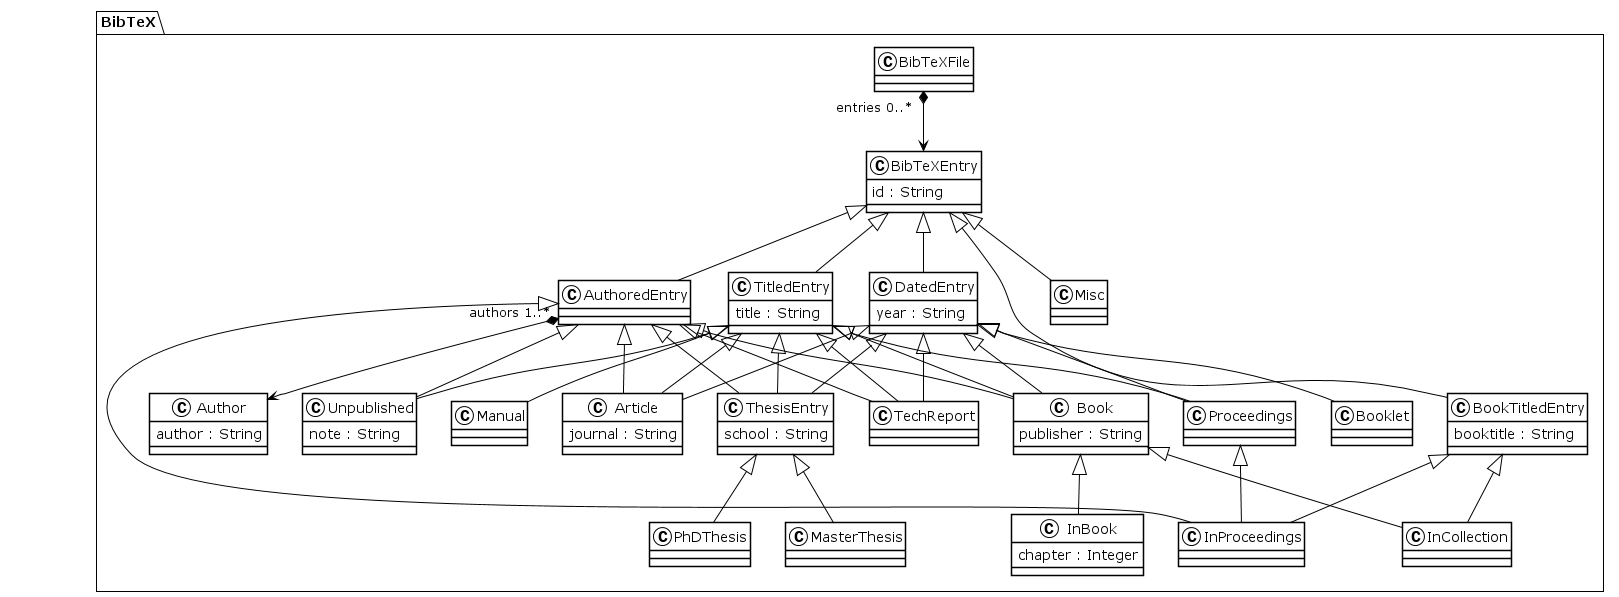 BibTeX
C BibTeXFile
entries 0..*
C BibTeXEntry
id : String
C AuthoredEntry
C TitledEntry
title : String
C DatedEntry
year : String
C Misc
authors 1..*
C Author
author : String
C Unpublished
note : String
C Manual
C Article
journal : String
C ThesisEntry
school : String
C TechReport
C Book
publisher : String
C Proceedings
C Booklet
C BookTitledEntry
booktitle : String
C PhDThesis
C MasterThesis
C InBook
chapter : Integer
C InProceedings
C InCollection